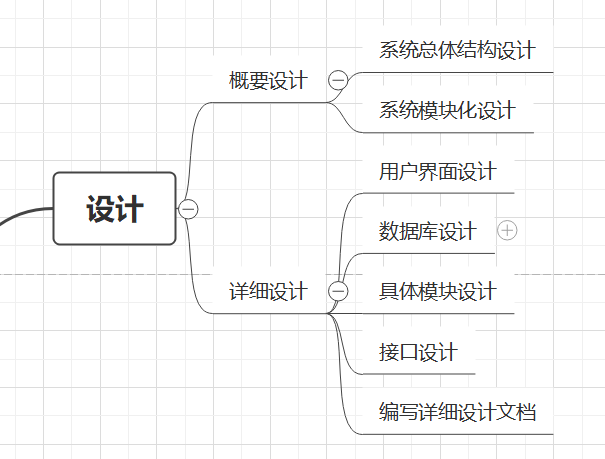 设计
概要设计
系统总体结构设计
系统模块化设计
详细设计
用户界面设计
数据库设计
具体模块设计
接口设计
编写详细设计文档